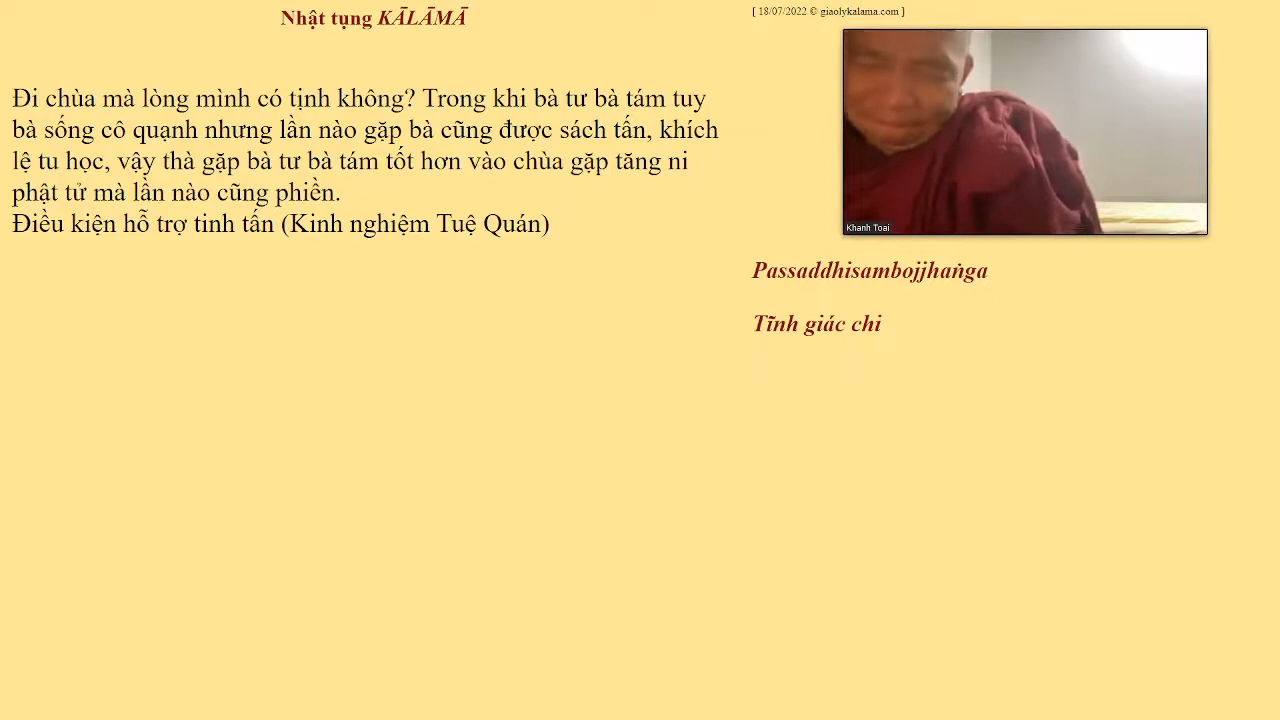 Nhật tụng KĀLĀMĀ
[ 18/07/2022 © giaolykalama.com ]
Đi chùa mà lòng mình có tịnh không? Trong khi bà tư bà tám tuy
bà sống cô quạnh nhưng lần nào gặp bà cũng được sách tấn, khích
lệ tu học, vậy thà gặp bà tư bà tám tốt hơn vào chùa gặp tăng ni
phật tử mà lần nào cũng phiền.
Điều kiện hỗ trợ tinh tấn (Kinh nghiệm Tuệ Quán)
Khanh Toai
Passaddhisambojjhaṅga
Tĩnh giác chi